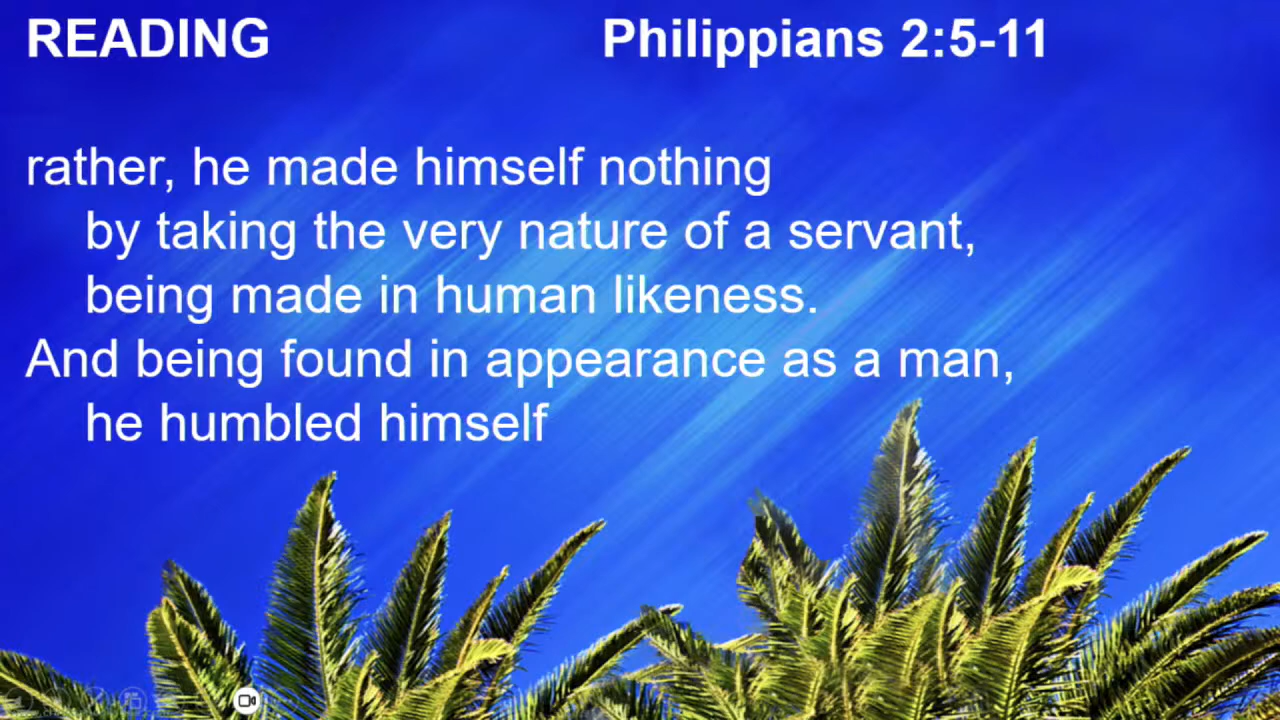 READING Philippians 2:5-11
rather, he made himself nothing
by taking the very nature of a servant,
being made in human likeness.
And being found in appearance as a man,
he humbled himself